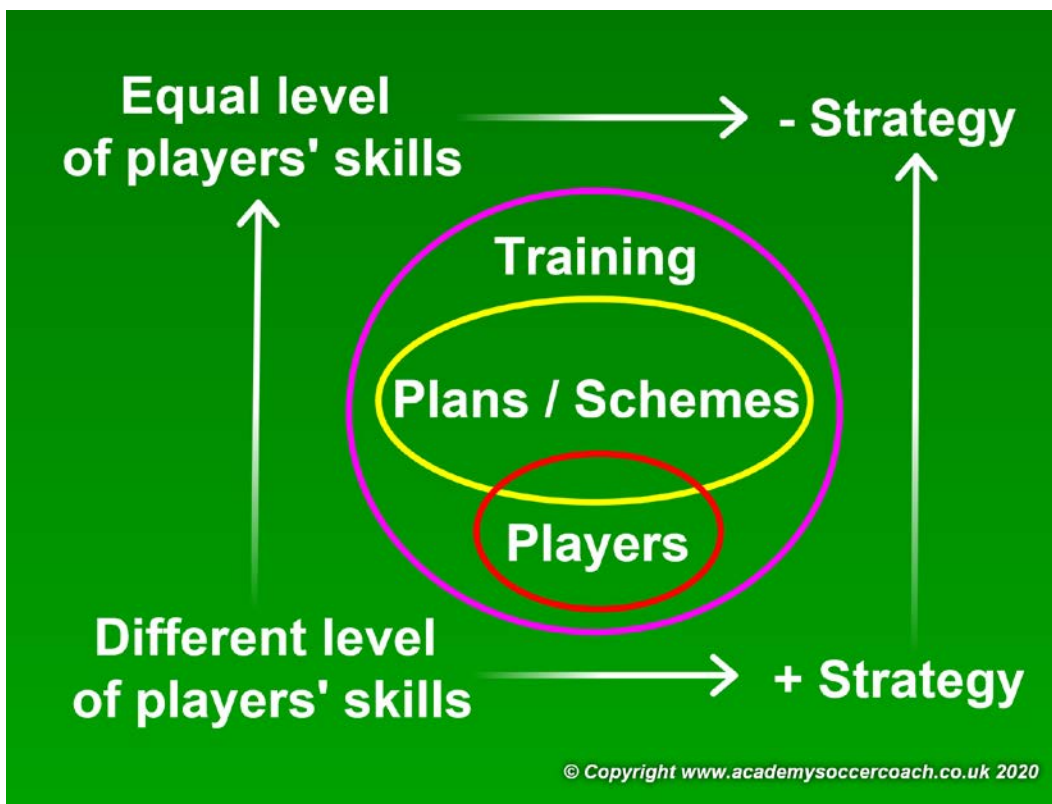 Equal level
of players' skills
- Strategy
Training
Plans / Schemes
Players
Different level
of players' skills
+ Strategy
© Copyright www.academysoccercoach.co.uk 2020